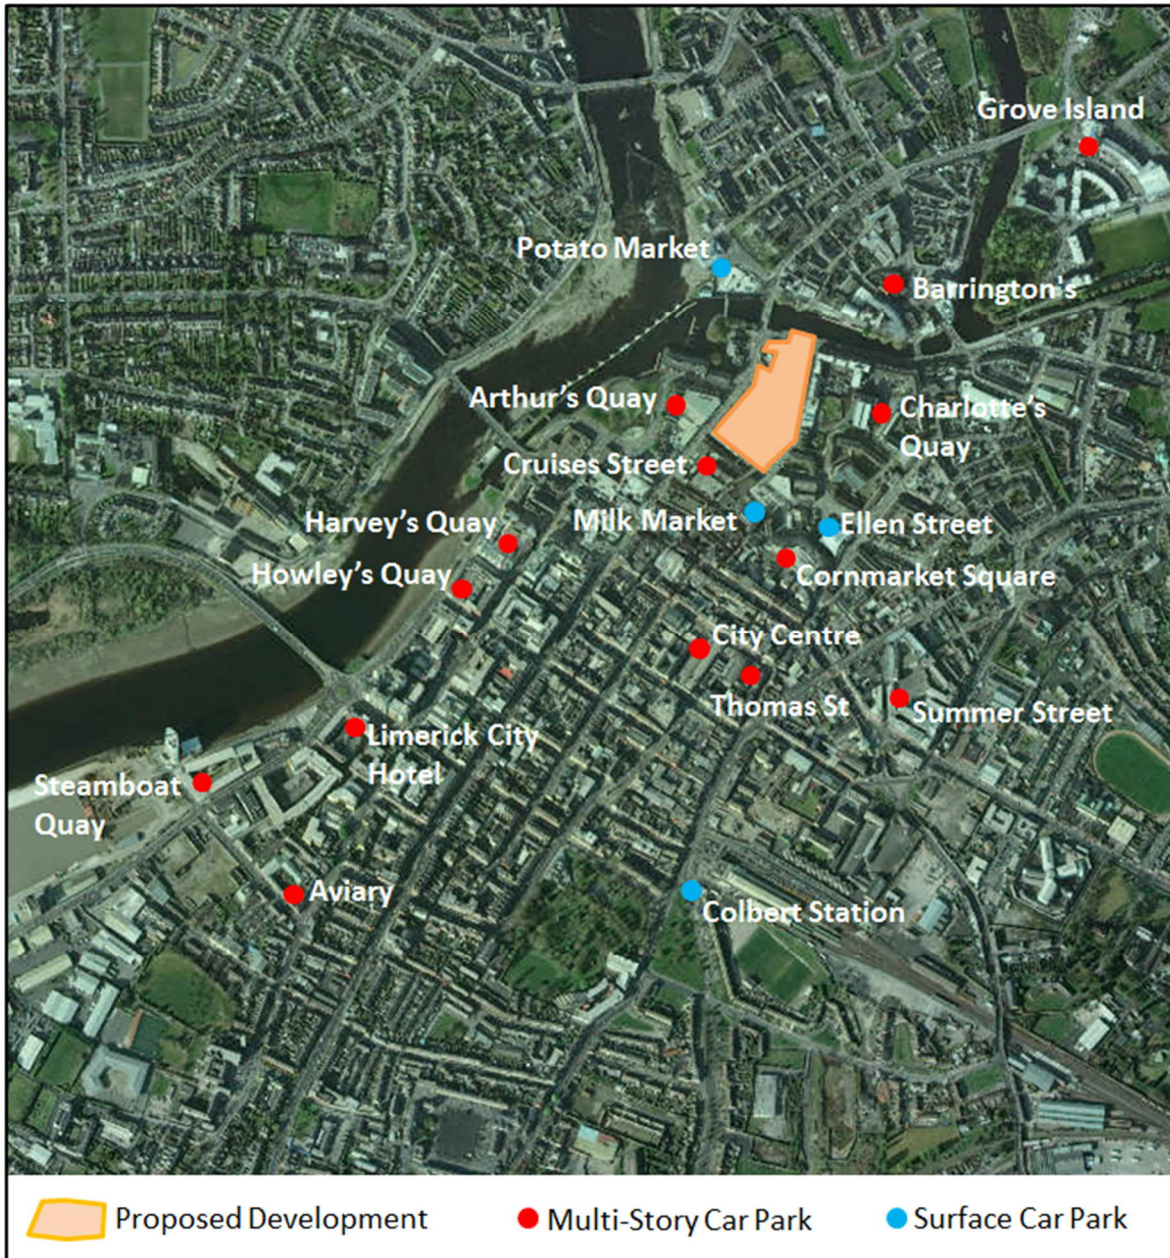 Grove Island
Potato Market
Barrington's
Arthur's Quay
Charlotte's
Quay
Cruises Street
Harvey's Quay
Milk Market
Ellen Street
Howley's Quay
Cornmarket Square
City Centre
Thomas St
Summer Street
Limerick City
Hotel
Steamboat
Quay
Aviary
Colbert Station
Proposed Development
Multi-Story Car Park
Surface Car Park